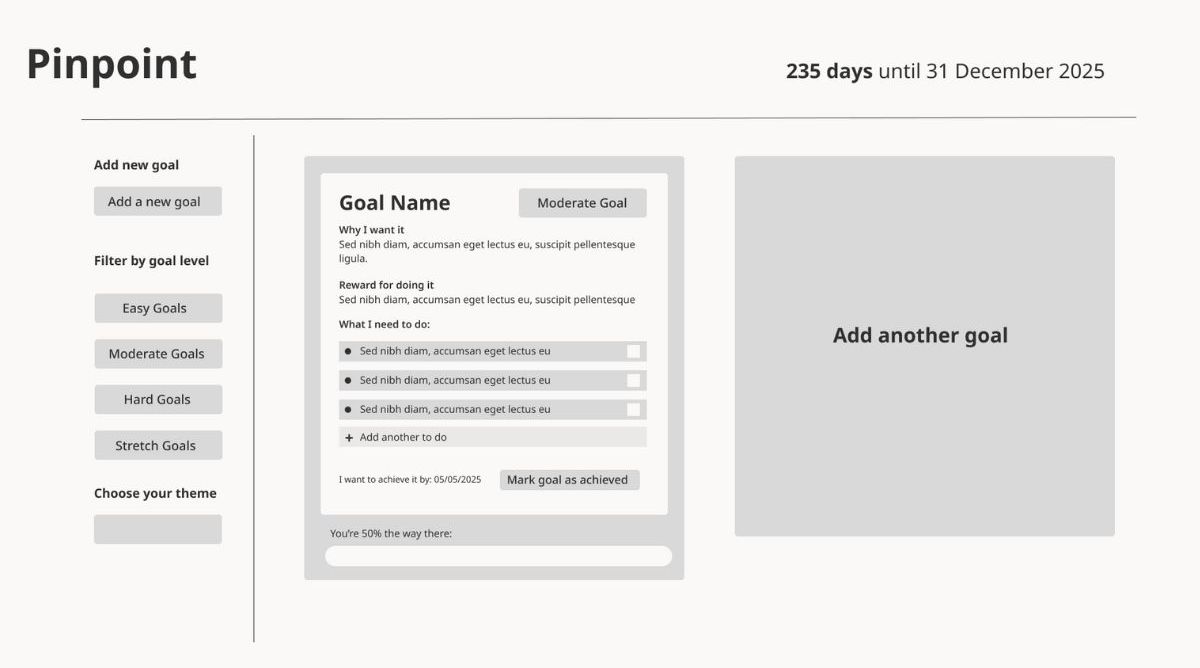 Pinpoint
235 days until 31 December 2025
Add new goal
Add a new goal
Filter by goal level
Easy Goals
Moderate Goals
Hard Goals
Stretch Goals
Choose your theme
Goal Name
Moderate Goal
Why I want it
Sed nibh diam, accumsan eget lectus eu, suscipit pellentesque
ligula.
Reward for doing it
Sed nibh diam, accumsan eget lectus eu, suscipit pellentesque
What I need to do:
● Sed nibh diam, accumsan eget lectus eu
● Sed nibh diam, accumsan eget lectus eu
● Sed nibh diam, accumsan eget lectus eu
+ Add another to do
I want to achieve it by: 05/05/2025
Mark goal as achieved
You're 50% the way there:
Add another goal